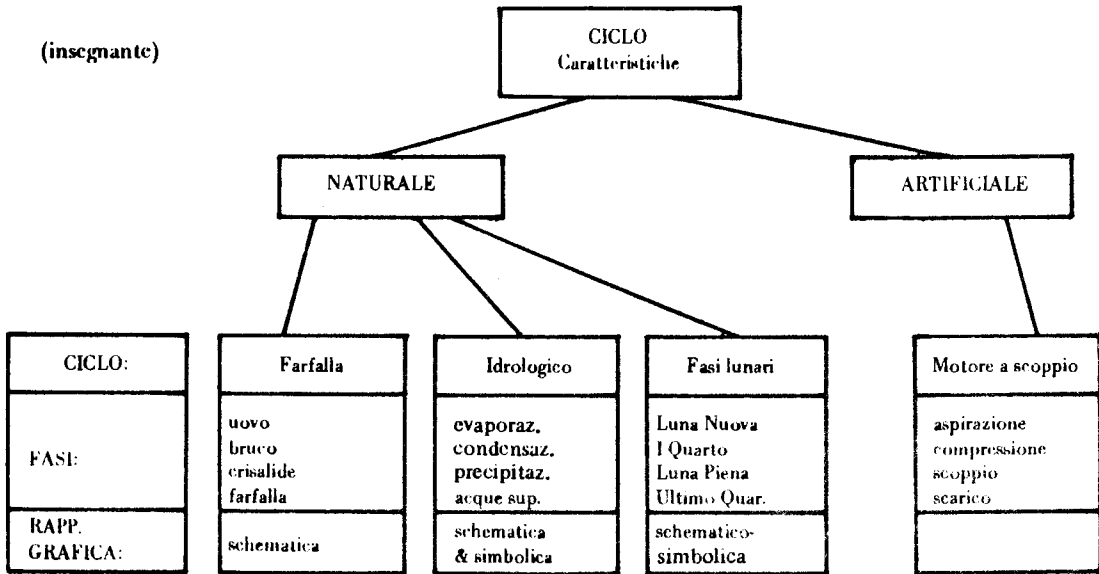 (insegnante)
CICLO
Caratteristiche
NATURALE
ARTIFICIALE
CICLO:
Farfalla
Idrologico
Fasi lunari
Motore a scoppio
FASI:
uovo
bruco
crisalide
farfalla
evaporaz.
condensaz.
precipitaz.
acque sup.
Luna Nuova
I Quarto
Luna Piena
Ultimo Quar.
aspirazione
compressione
scoppio
scarico
RAPP.
GRAFICA:
schematica
schematica
& simbolica
schematico-
simbolica